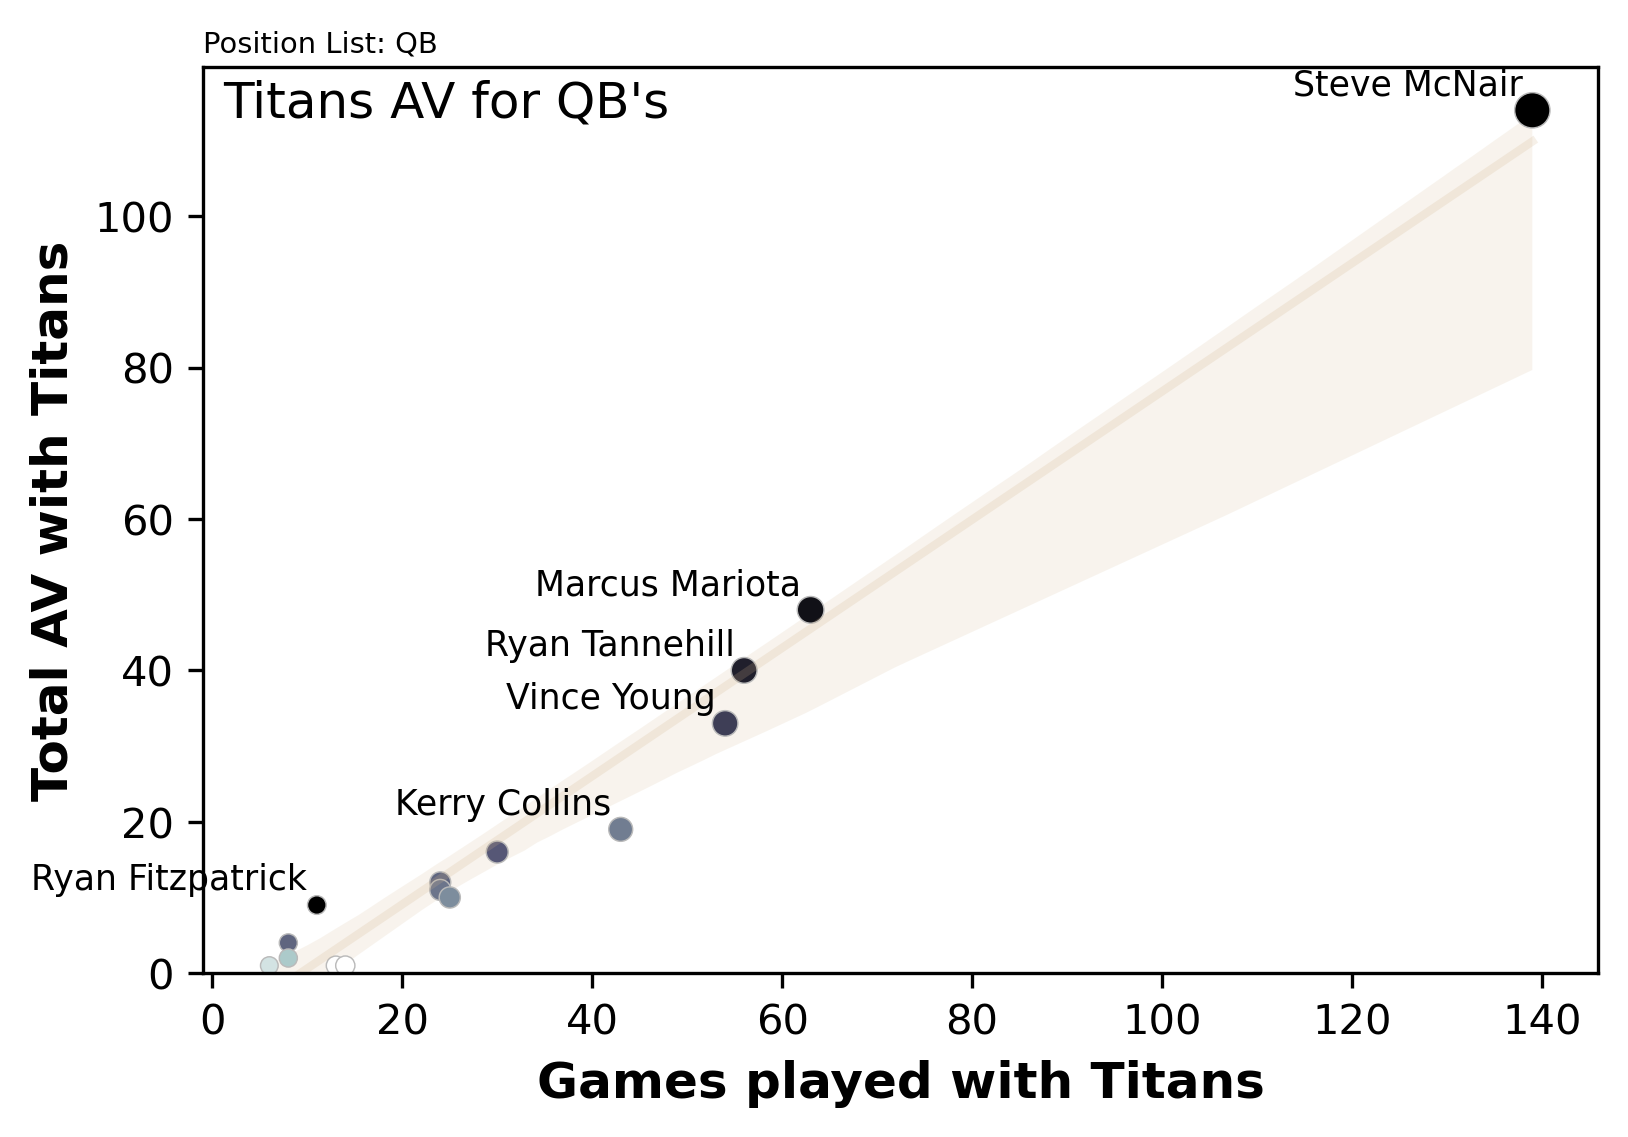 Position List: QB
Titans AV for QB's
Steve McNair
Marcus Mariota
Ryan Tannehill
Vince Young
Kerry Collins
Ryan Fitzpatrick
Total AV with Titans
100
80
60
40
20
0
0 20 40 60 80 100 120 140
Games played with Titans